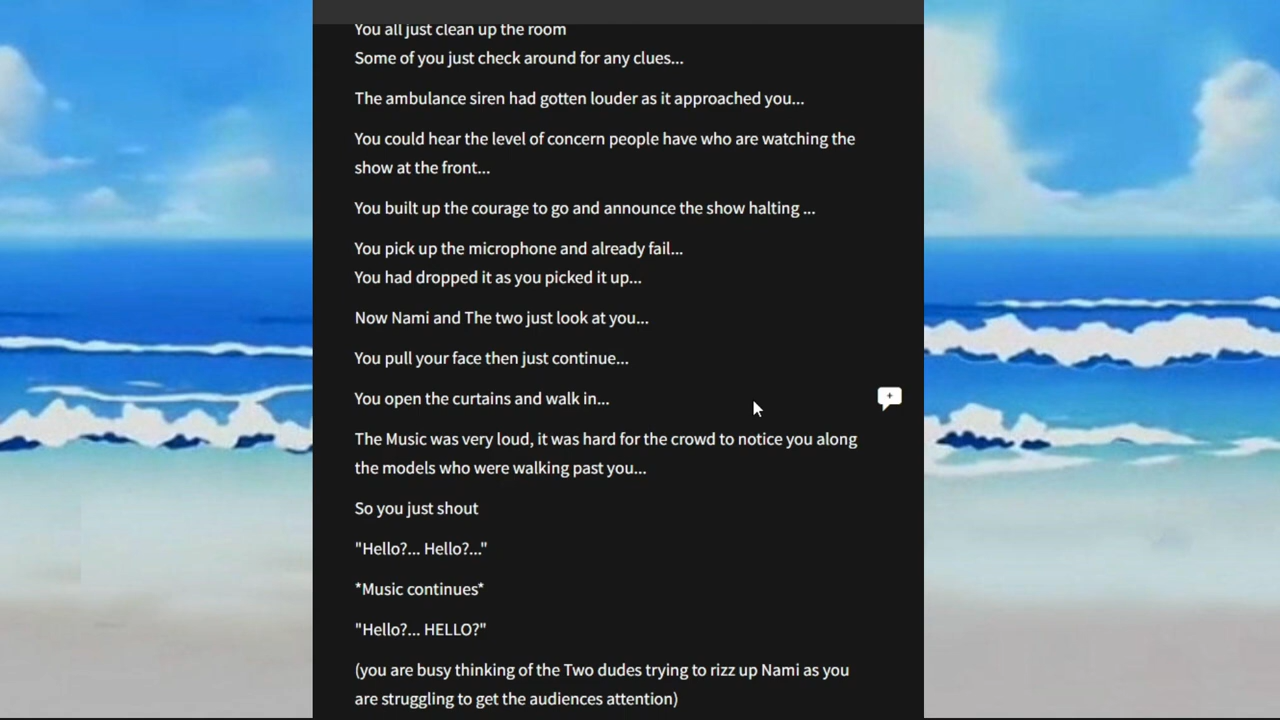 You all just clean up the room
Some of you just check around for any clues...
The ambulance siren had gotten louder as it approached you...
You could hear the level of concern people have who are watching the
show at the front...
You built up the courage to go and announce the show halting ...
You pick up the microphone and already fail...
You had dropped it as you picked it up...
Now Nami and The two just look at you...
You pull your face then just continue...
You open the curtains and walk in...
The Music was very loud, it was hard for the crowd to notice you along
the models who were walking past you...
So you just shout
"Hello?... Hello?..."
*Music continues*
"Hello?... HELLO?"
(you are busy thinking of the Two dudes trying to rizz up Nami as you
are struggling to get the audiences attention)